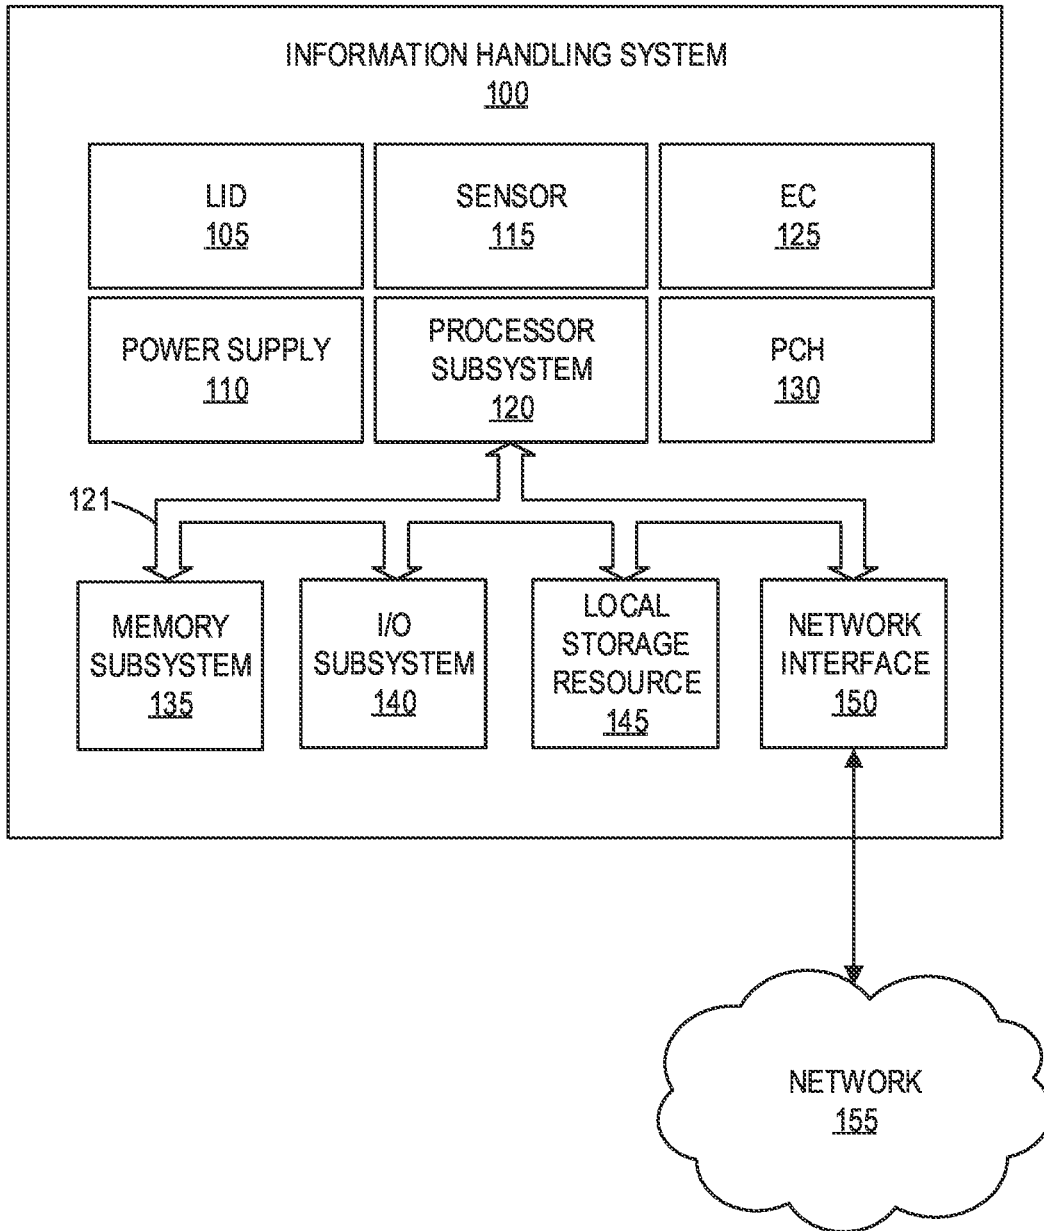 INFORMATION HANDLING SYSTEM
100
LID
105
SENSOR
115
EC
125
POWER SUPPLY
110
PROCESSOR
SUBSYSTEM
120
PCH
130
121
MEMORY
SUBSYSTEM
135
I/O
SUBSYSTEM
140
LOCAL
STORAGE
RESOURCE
145
NETWORK
INTERFACE
150
NETWORK
155